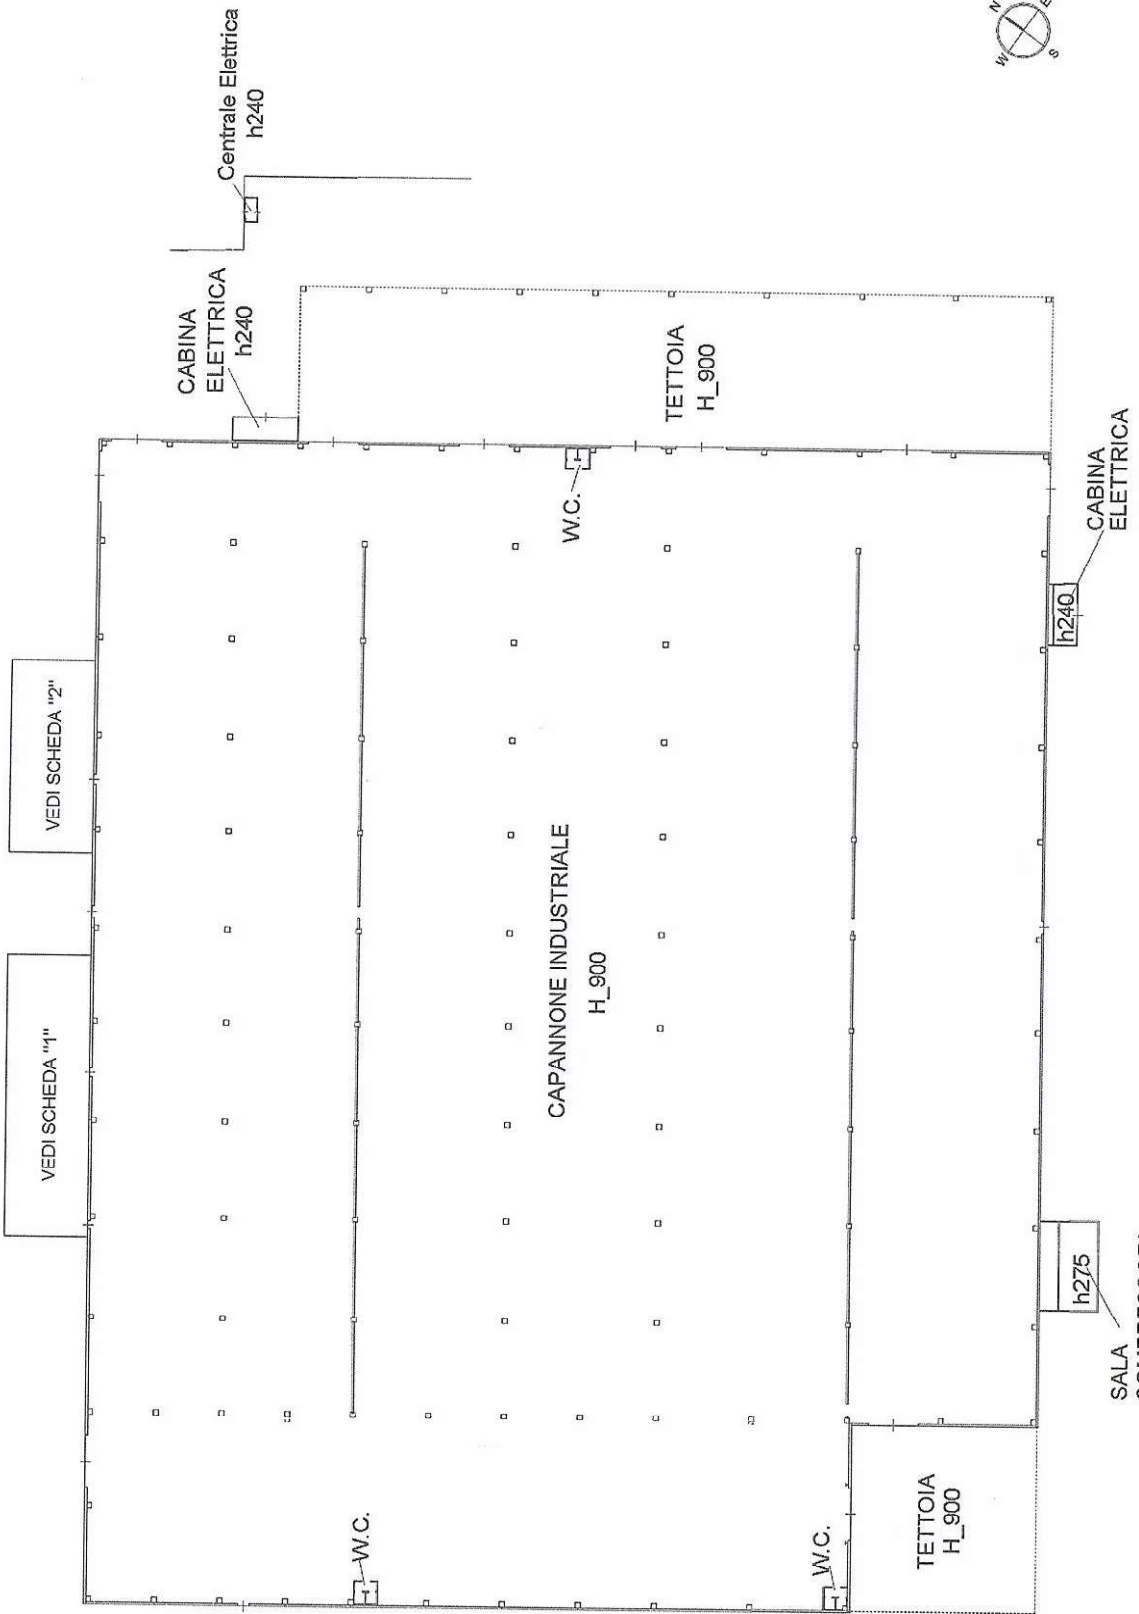 Centrale Elettrica
h240
N
E
S
W
CABINA
ELETTRICA
h240
TETTOIA
H_900
W.C.
VEDI SCHEDA "2"
VEDI SCHEDA "1"
CAPANNONE INDUSTRIALE
H_900
CABINA
ELETTRICA
h240
h275
SALA
W.C.
W.C.
TETTOIA
H_900